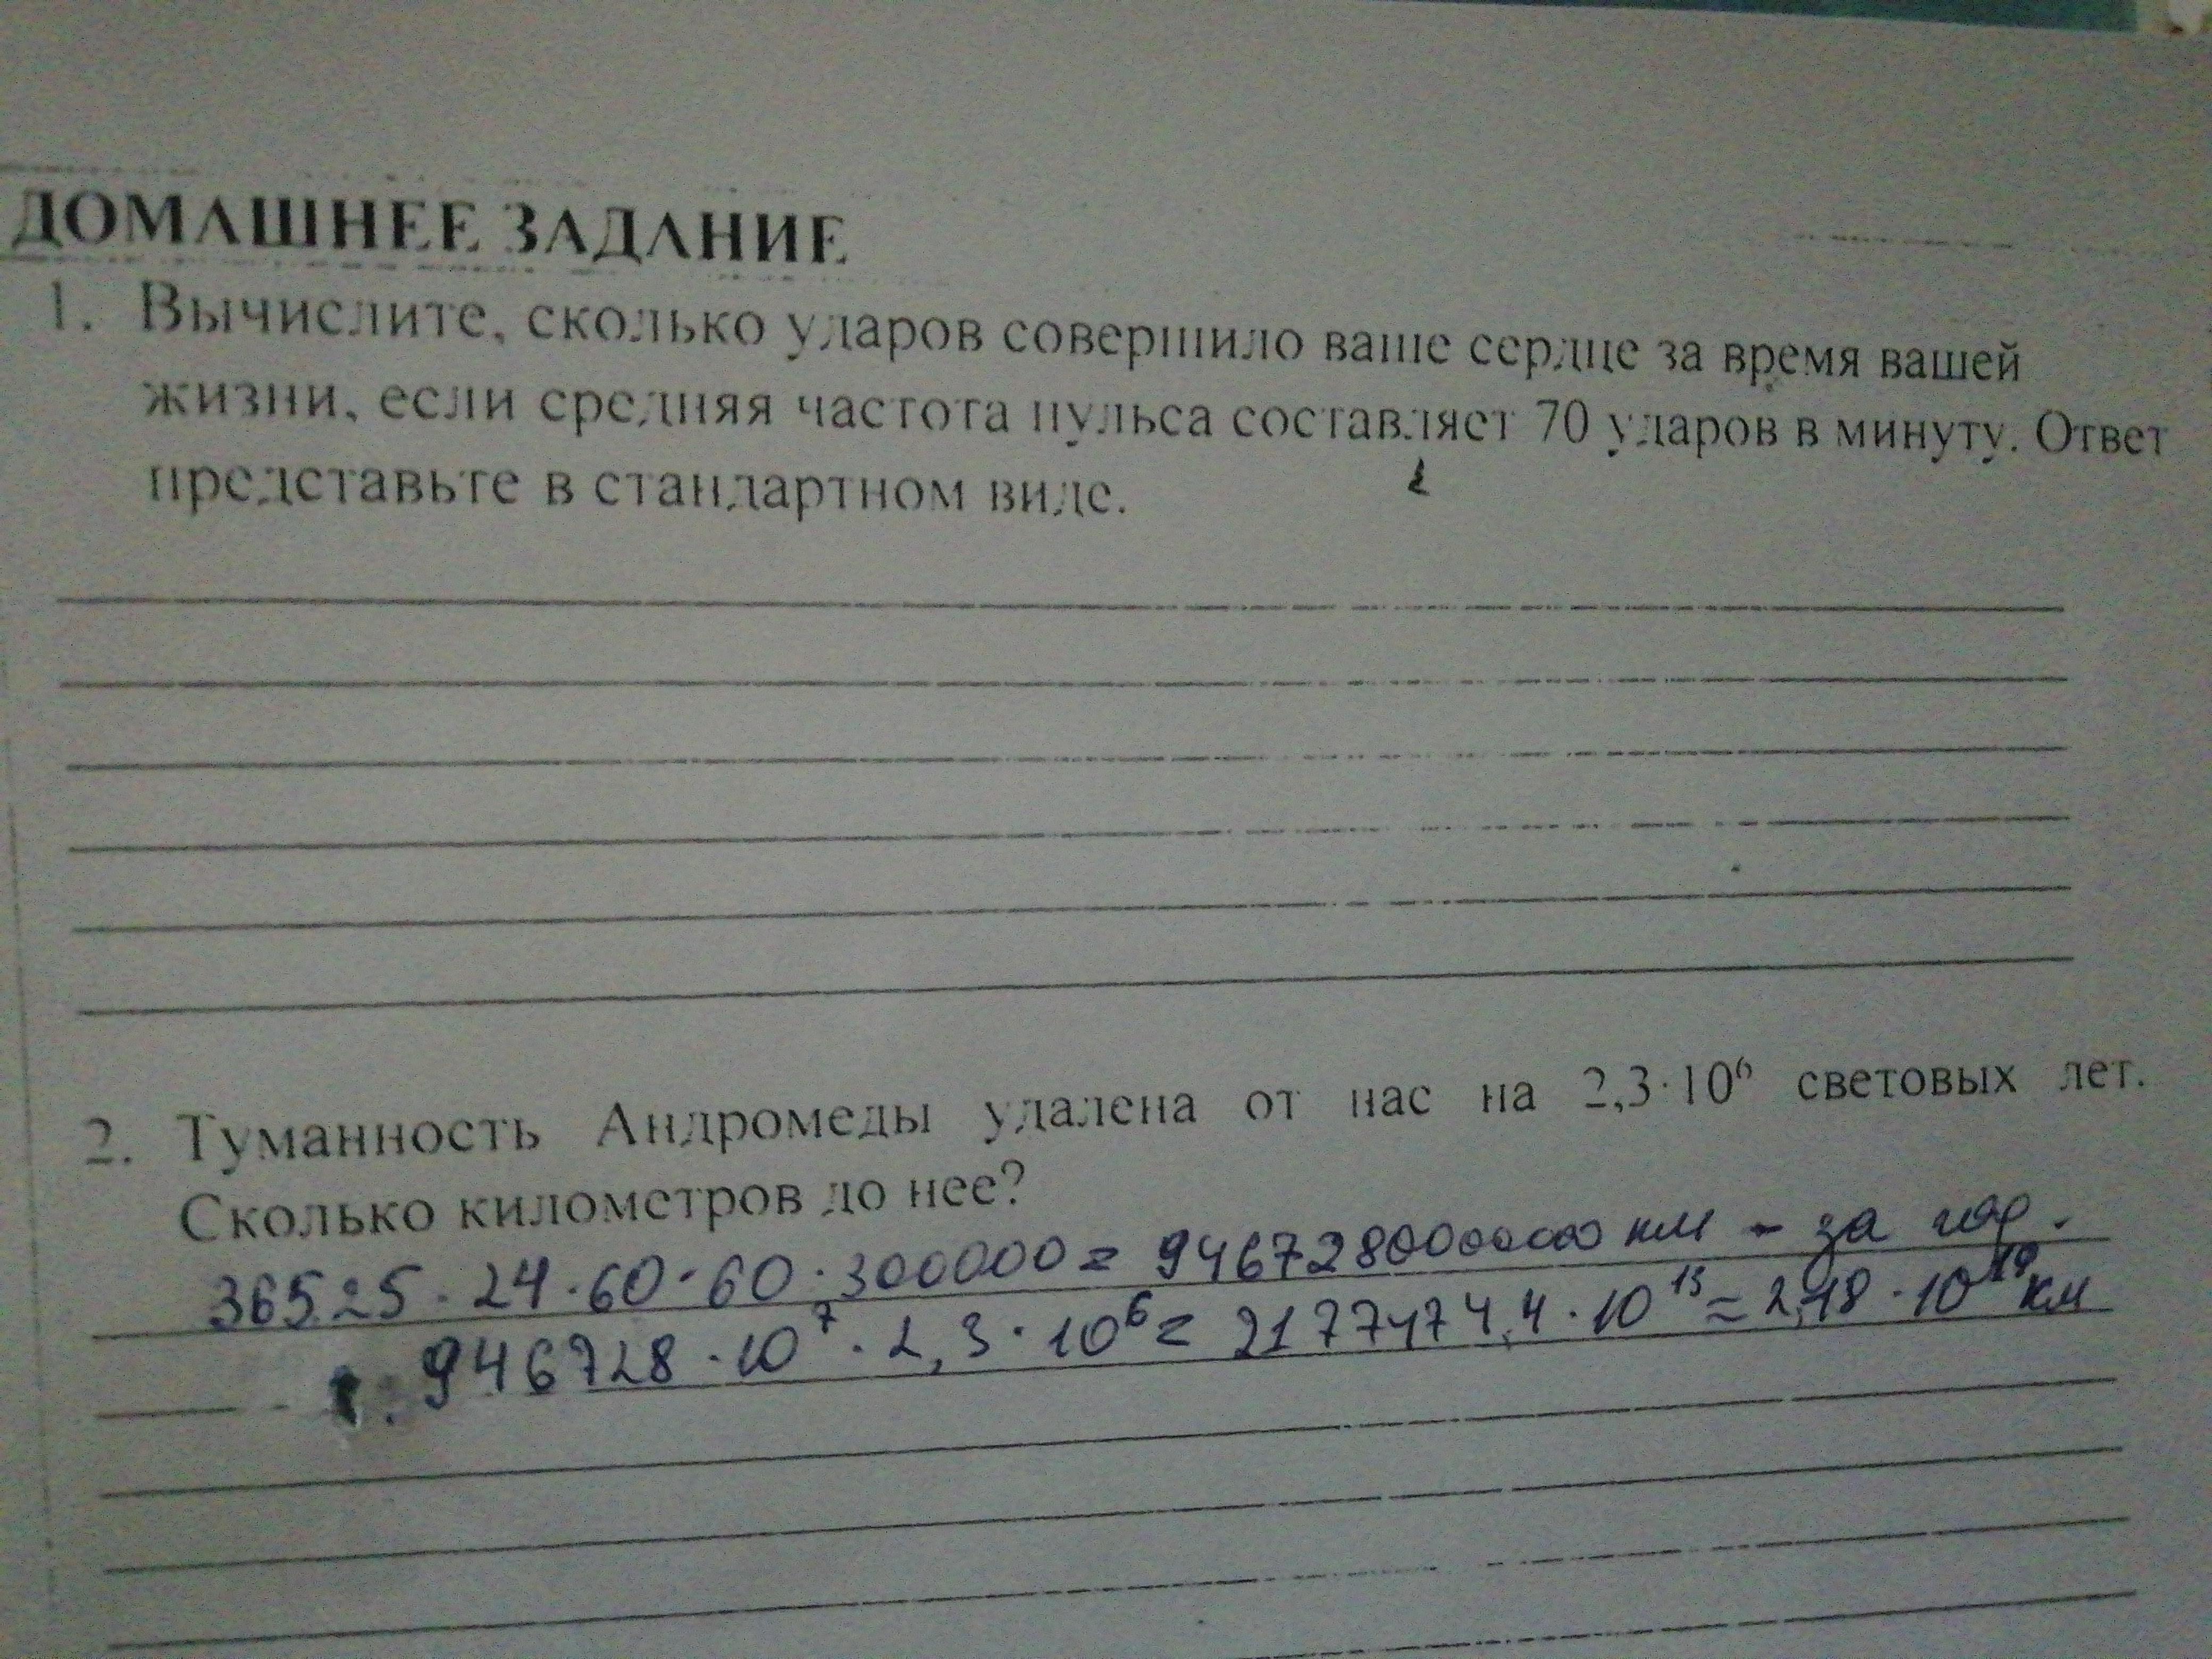 ДОМАШНЕЕ ЗАДАНИЕ
1. Вычислите, сколько ударов совершило ваше сердце за время вашей
жизни, если средняя частота пульса составляет 70 ударов в минуту. Ответ
представьте в стандартном виде.
2. Туманность Андромеды удалена от нас на 2,3·10⁶ световых лет.
Сколько километров до нее?
365.25 · 24 · 60 · 60 · 300000 = 9467280000000 км - за год.
946728 · 10⁷ · 2,3 · 10⁶ = 2177474,4 · 10¹³ ≈ 2,18 · 10¹⁹ км